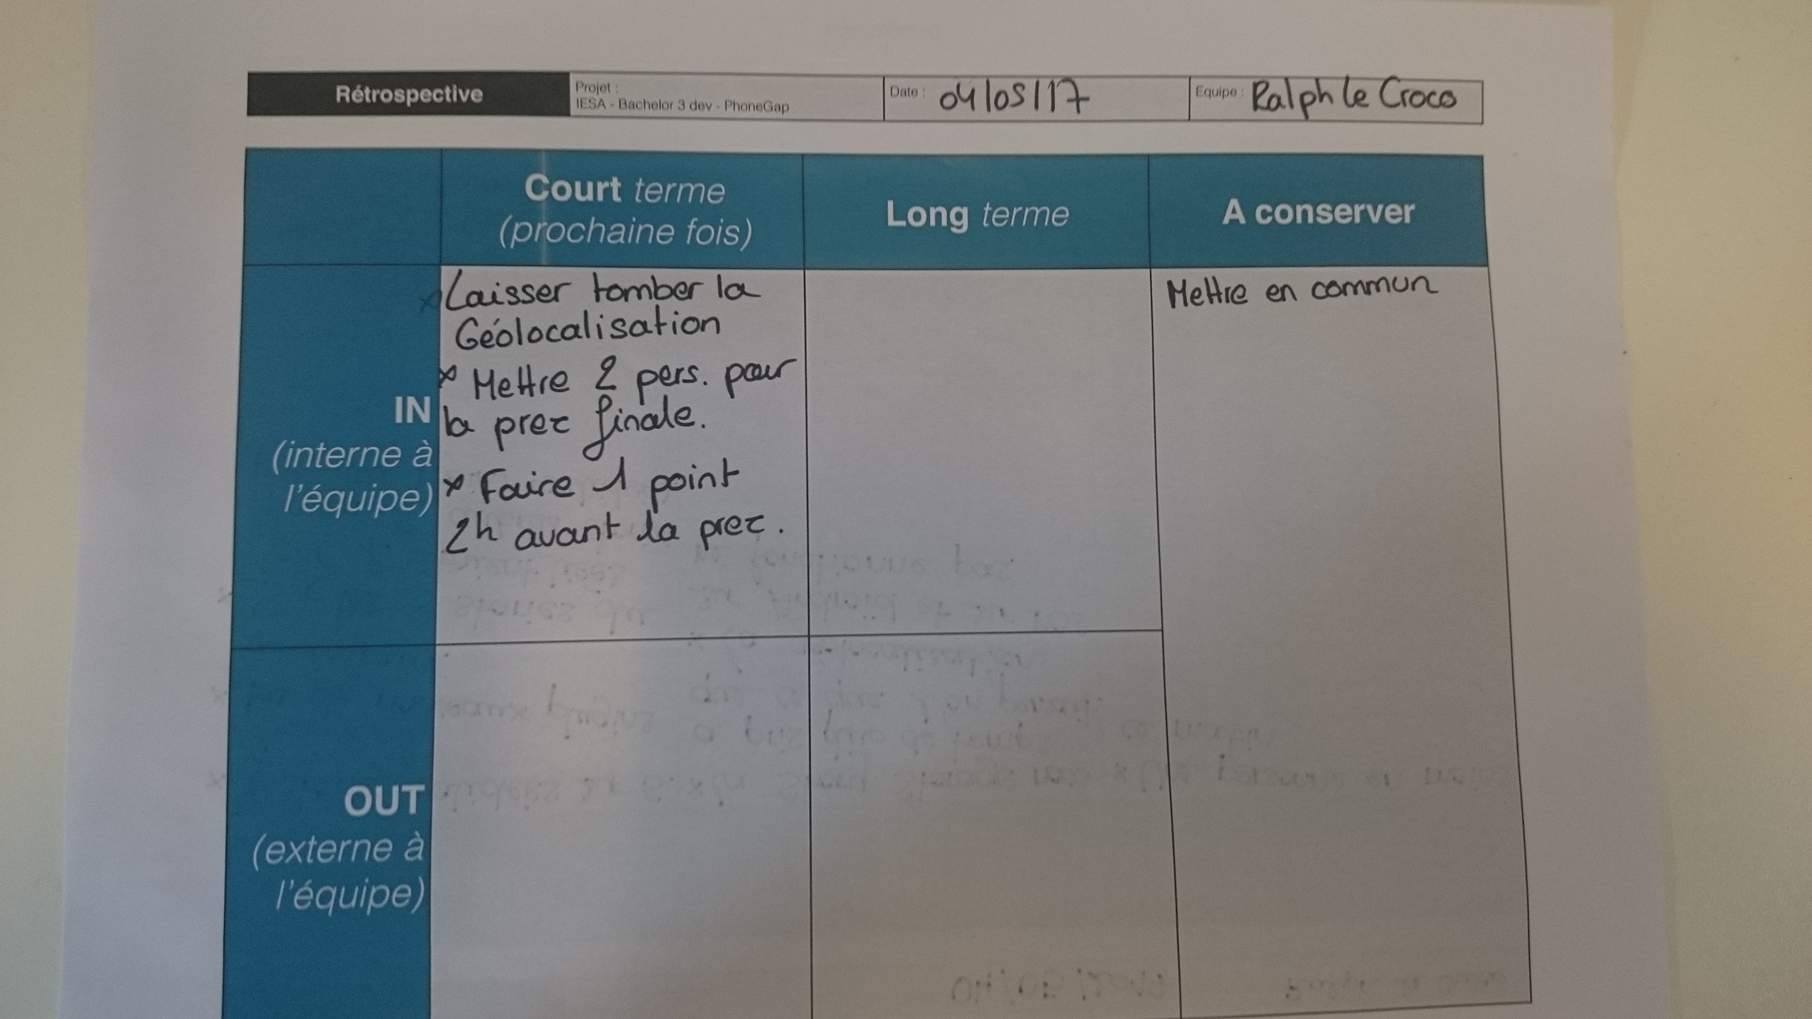 Rétrospective
Projet :
IESA - Bachelor 3 dev - PhoneGap
Date : 04/05/17
Equipe : Ralph le Croco
Court terme
(prochaine fois)
Long terme
A conserver
IN
(interne à
l'équipe)
x Laisser tomber la
Géolocalisation
x Mettre 2 pers. pour
la prez finale.
x Faire 1 point
2h avant la prez.
Mettre en commun
OUT
(externe à
l'équipe)